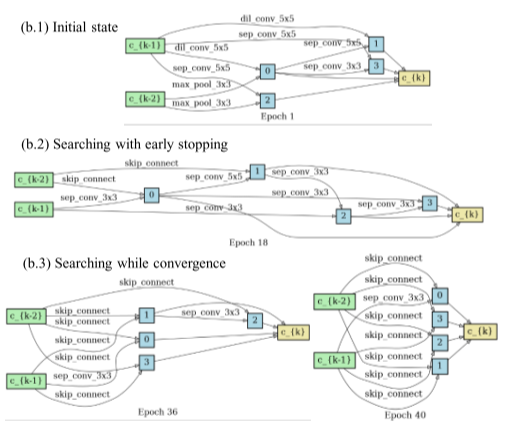 (b.1) Initial state
dil_conv_5x5
sep_conv_5x5
c_{k-1}
dil_conv_5x5
sep_conv_5x5
1
sep_conv_5x5
0
sep_conv_3x3
3
c_{k}
max_pool_3x3
c_{k-2}
max_pool_3x3
2
Epoch 1
(b.2) Searching with early stopping
skip_connect
c_{k-2}
skip_connect
sep_conv_5x5
1
sep_conv_3x3
sep_conv_3x3
0
sep_conv_3x3
c_{k-1}
sep_conv_3x3
2
sep_conv_3x3
3
c_{k}
Epoch 18
(b.3) Searching while convergence
skip_connect
c_{k-2}
skip_connect
skip_connect
1
sep_conv_3x3
2
c_{k}
skip_connect
0
skip_connect
3
c_{k-1}
sep_conv_3x3
skip_connect
Epoch 36
skip_connect
skip_connect
c_{k-2}
sep_conv_3x3
0
skip_connect
3
c_{k}
skip_connect
2
c_{k-1}
skip_connect
1
skip_connect
skip_connect
Epoch 40